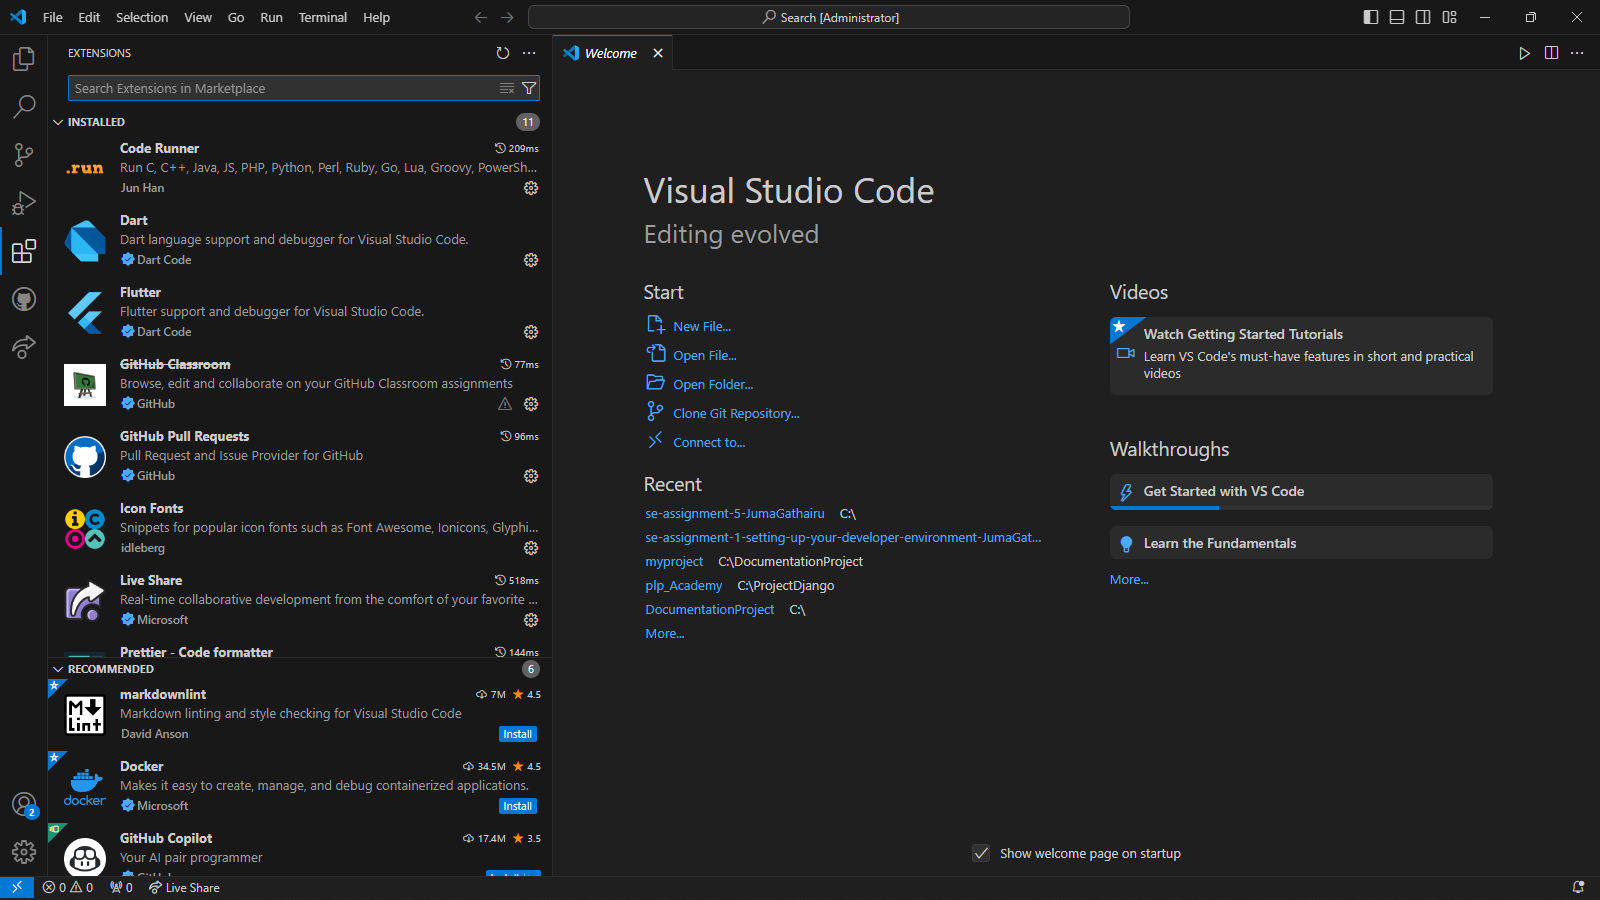 File Edit Selection View Go Run Terminal Help
Search [Administrator]
EXTENSIONS
Search Extensions in Marketplace
INSTALLED 11
.run
Code Runner 209ms
Run C, C++, Java, JS, PHP, Python, Perl, Ruby, Go, Lua, Groovy, PowerSh...
Jun Han
Dart
Dart language support and debugger for Visual Studio Code.
Dart Code
Flutter
Flutter support and debugger for Visual Studio Code.
Dart Code
GitHub Classroom 77ms
Browse, edit and collaborate on your GitHub Classroom assignments
GitHub
GitHub Pull Requests 96ms
Pull Request and Issue Provider for GitHub
GitHub
Icon Fonts
Snippets for popular icon fonts such as Font Awesome, Ionicons, Glyphi...
idleberg
Live Share 518ms
Real-time collaborative development from the comfort of your favorite ...
Microsoft
Prettier - Code formatter 144ms
RECOMMENDED 6
M Lint
markdownlint 7M 4.5
Markdown linting and style checking for Visual Studio Code
David Anson Install
docker
Docker 34.5M 4.5
Makes it easy to create, manage, and debug containerized applications.
Microsoft Install
GitHub Copilot 17.4M 3.5
Your AI pair programmer
2
0 0 0 Live Share
Welcome
Visual Studio Code
Editing evolved
Start
New File...
Open File...
Open Folder...
Clone Git Repository...
Connect to...
Recent
se-assignment-5-JumaGathairu C:\
se-assignment-1-setting-up-your-developer-environment-JumaGat...
myproject C:\DocumentationProject
plp_Academy C:\ProjectDjango
DocumentationProject C:\
More...
Videos
Watch Getting Started Tutorials
Learn VS Code's must-have features in short and practical
videos
Walkthroughs
Get Started with VS Code
Learn the Fundamentals
More...
Show welcome page on startup